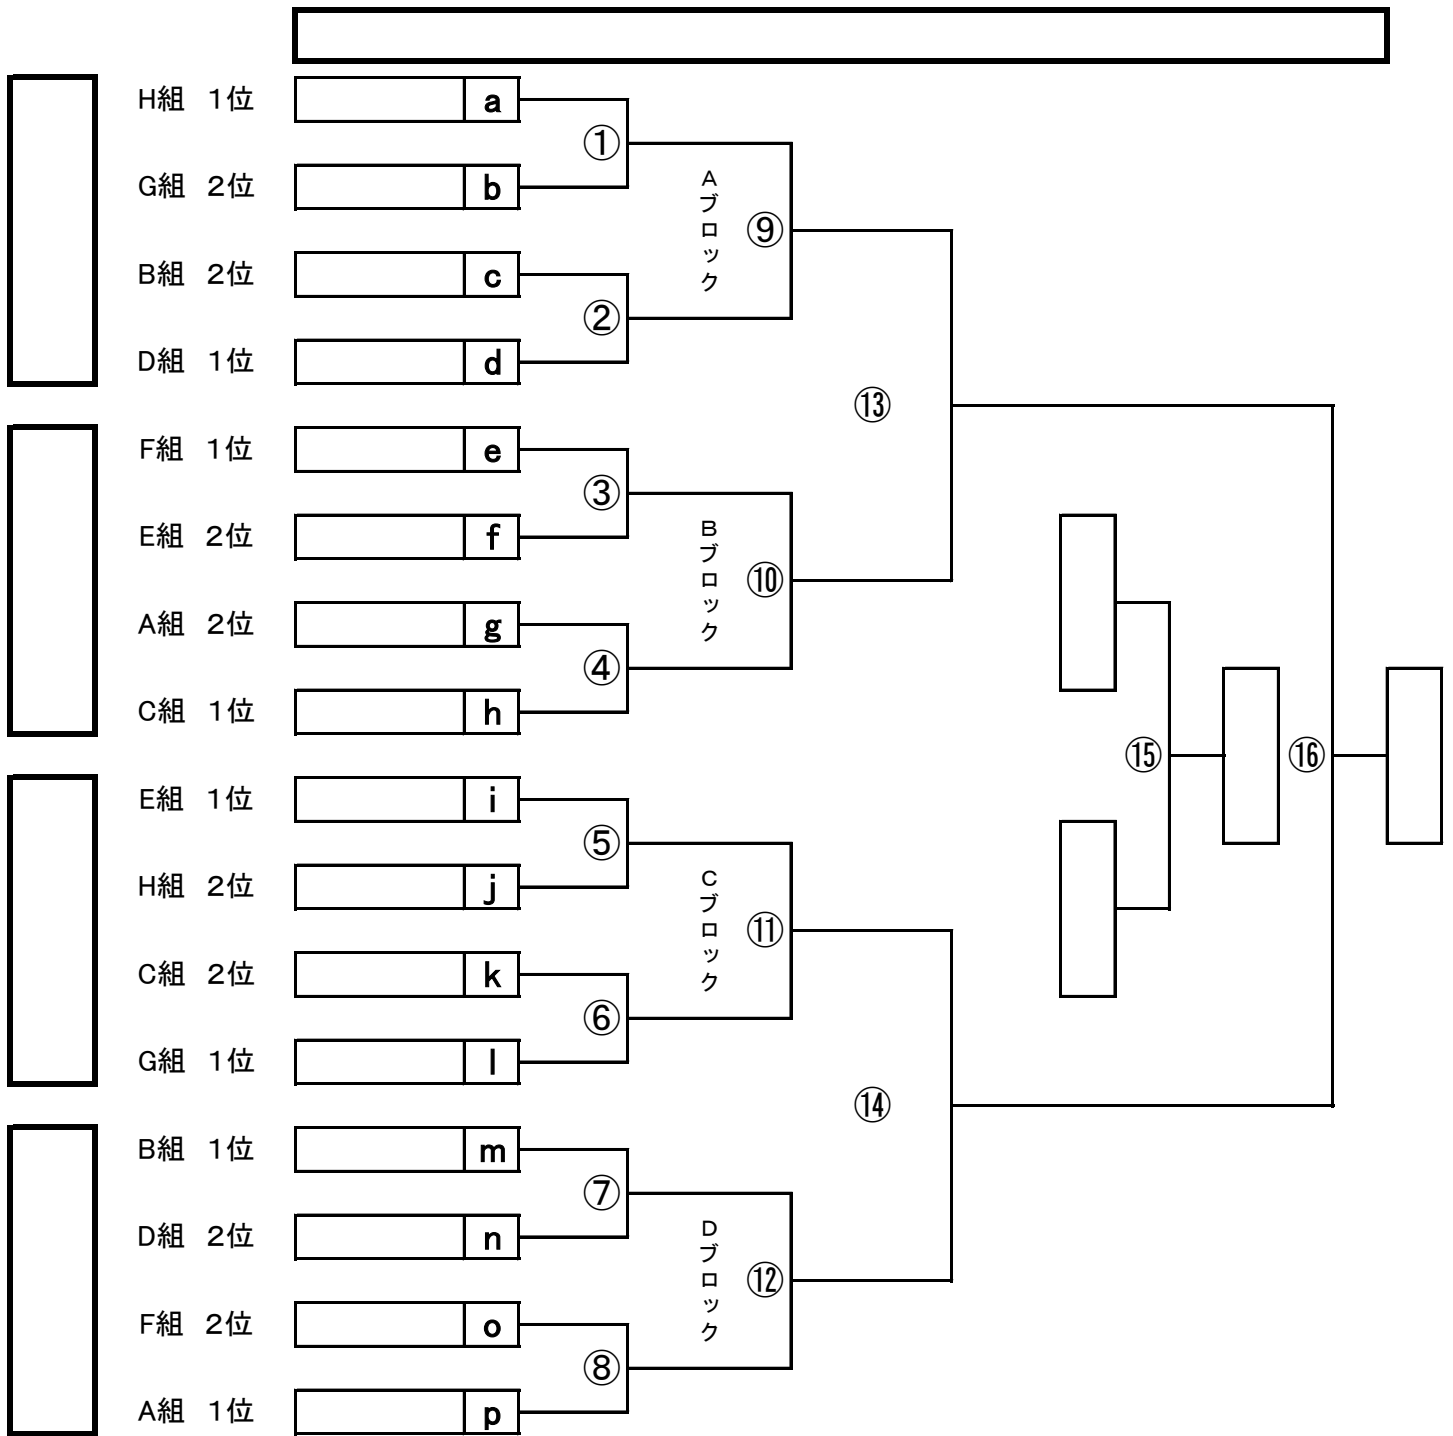 H組 1位 a
①
G組 2位 b
Aブロック ⑨
B組 2位 c
②
D組 1位 d
⑬
F組 1位 e
③
E組 2位 f
Bブロック ⑩
A組 2位 g
④
C組 1位 h
⑮ ⑯
E組 1位 i
⑤
H組 2位 j
Cブロック ⑪
C組 2位 k
⑥
G組 1位 l
⑭
B組 1位 m
⑦
D組 2位 n
Dブロック ⑫
F組 2位 o
⑧
A組 1位 p